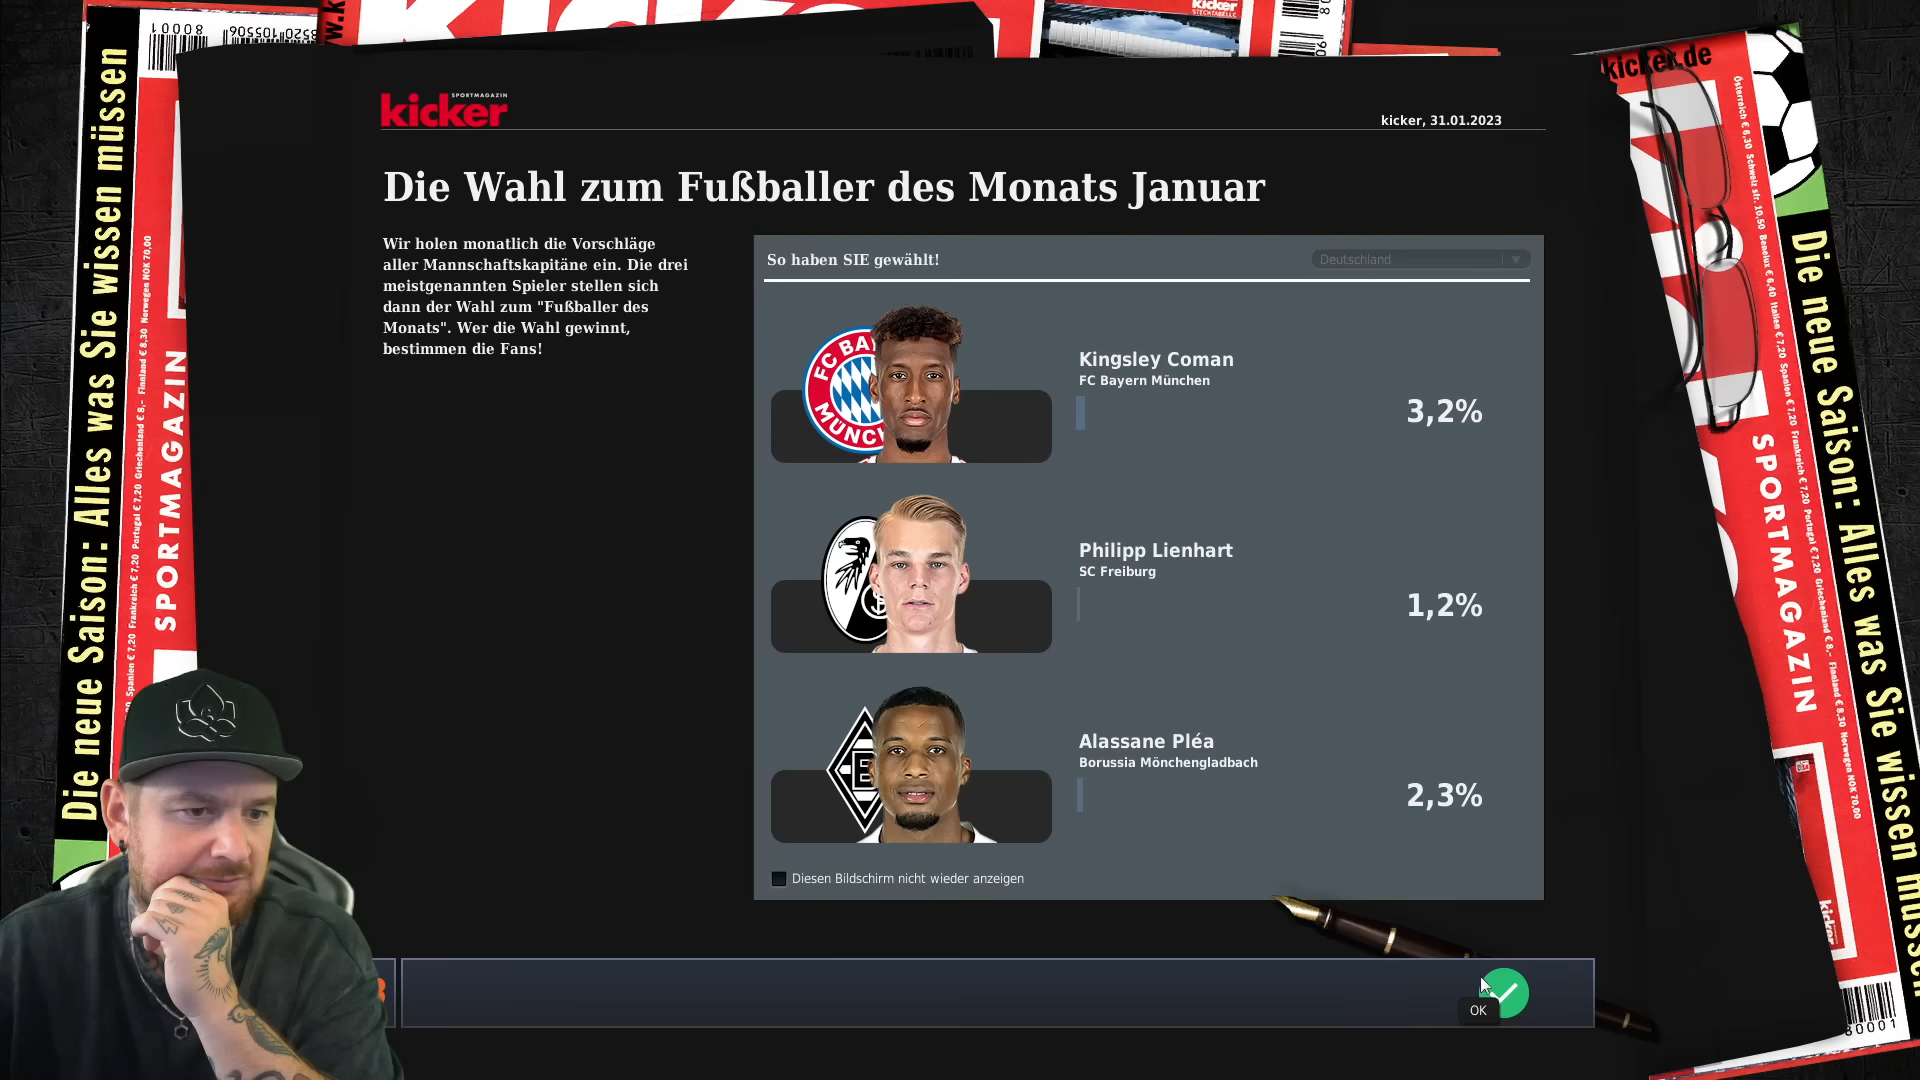 kicker
SPORTMAGAZIN
kicker, 31.01.2023
Die Wahl zum Fußballer des Monats Januar
Wir holen monatlich die Vorschläge
aller Mannschaftskapitäne ein. Die drei
meistgenannten Spieler stellen sich
dann der Wahl zum "Fußballer des
Monats". Wer die Wahl gewinnt,
bestimmen die Fans!
So haben SIE gewählt!
Deutschland
Kingsley Coman
FC Bayern München
3,2%
Philipp Lienhart
SC Freiburg
1,2%
Alassane Pléa
Borussia Mönchengladbach
2,3%
Diesen Bildschirm nicht wieder anzeigen
OK
Die neue Saison: Alles was Sie wissen müssen
SPORTMAGAZIN
kicker.de
SPORTMAGAZIN
Die neue Saison: Alles was Sie wissen müssen
kicker
80001